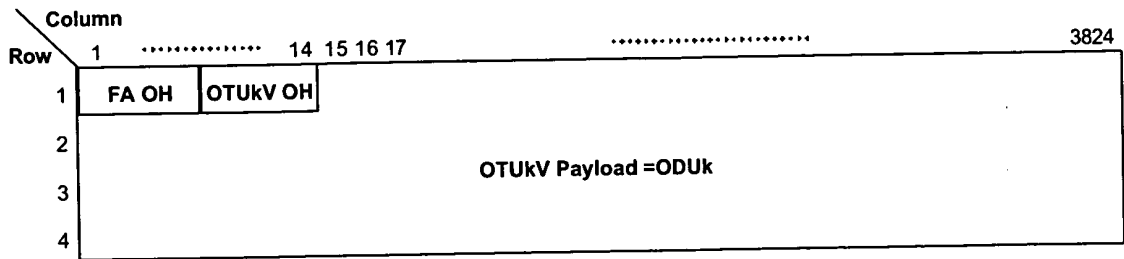 Column
Row 1 ............. 14 15 16 17 ...................... 3824
1 FA OH OTUkV OH
2
OTUkV Payload =ODUk
3
4